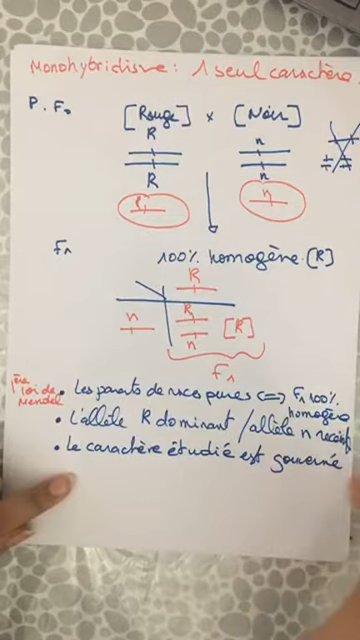 Monohybridisme : 1 seul caractère.
P. F₀ [Rouge] × [Noir]
R n
R n
R n
F₁ 100% homogène. [R]
R
n R [R]
n
F₁
1ère loi de Mendel
• Les parents de races pures <=> F₁ 100% homogène
• L'allèle R dominant / allèle n récessif
• Le caractère étudié est gouverné